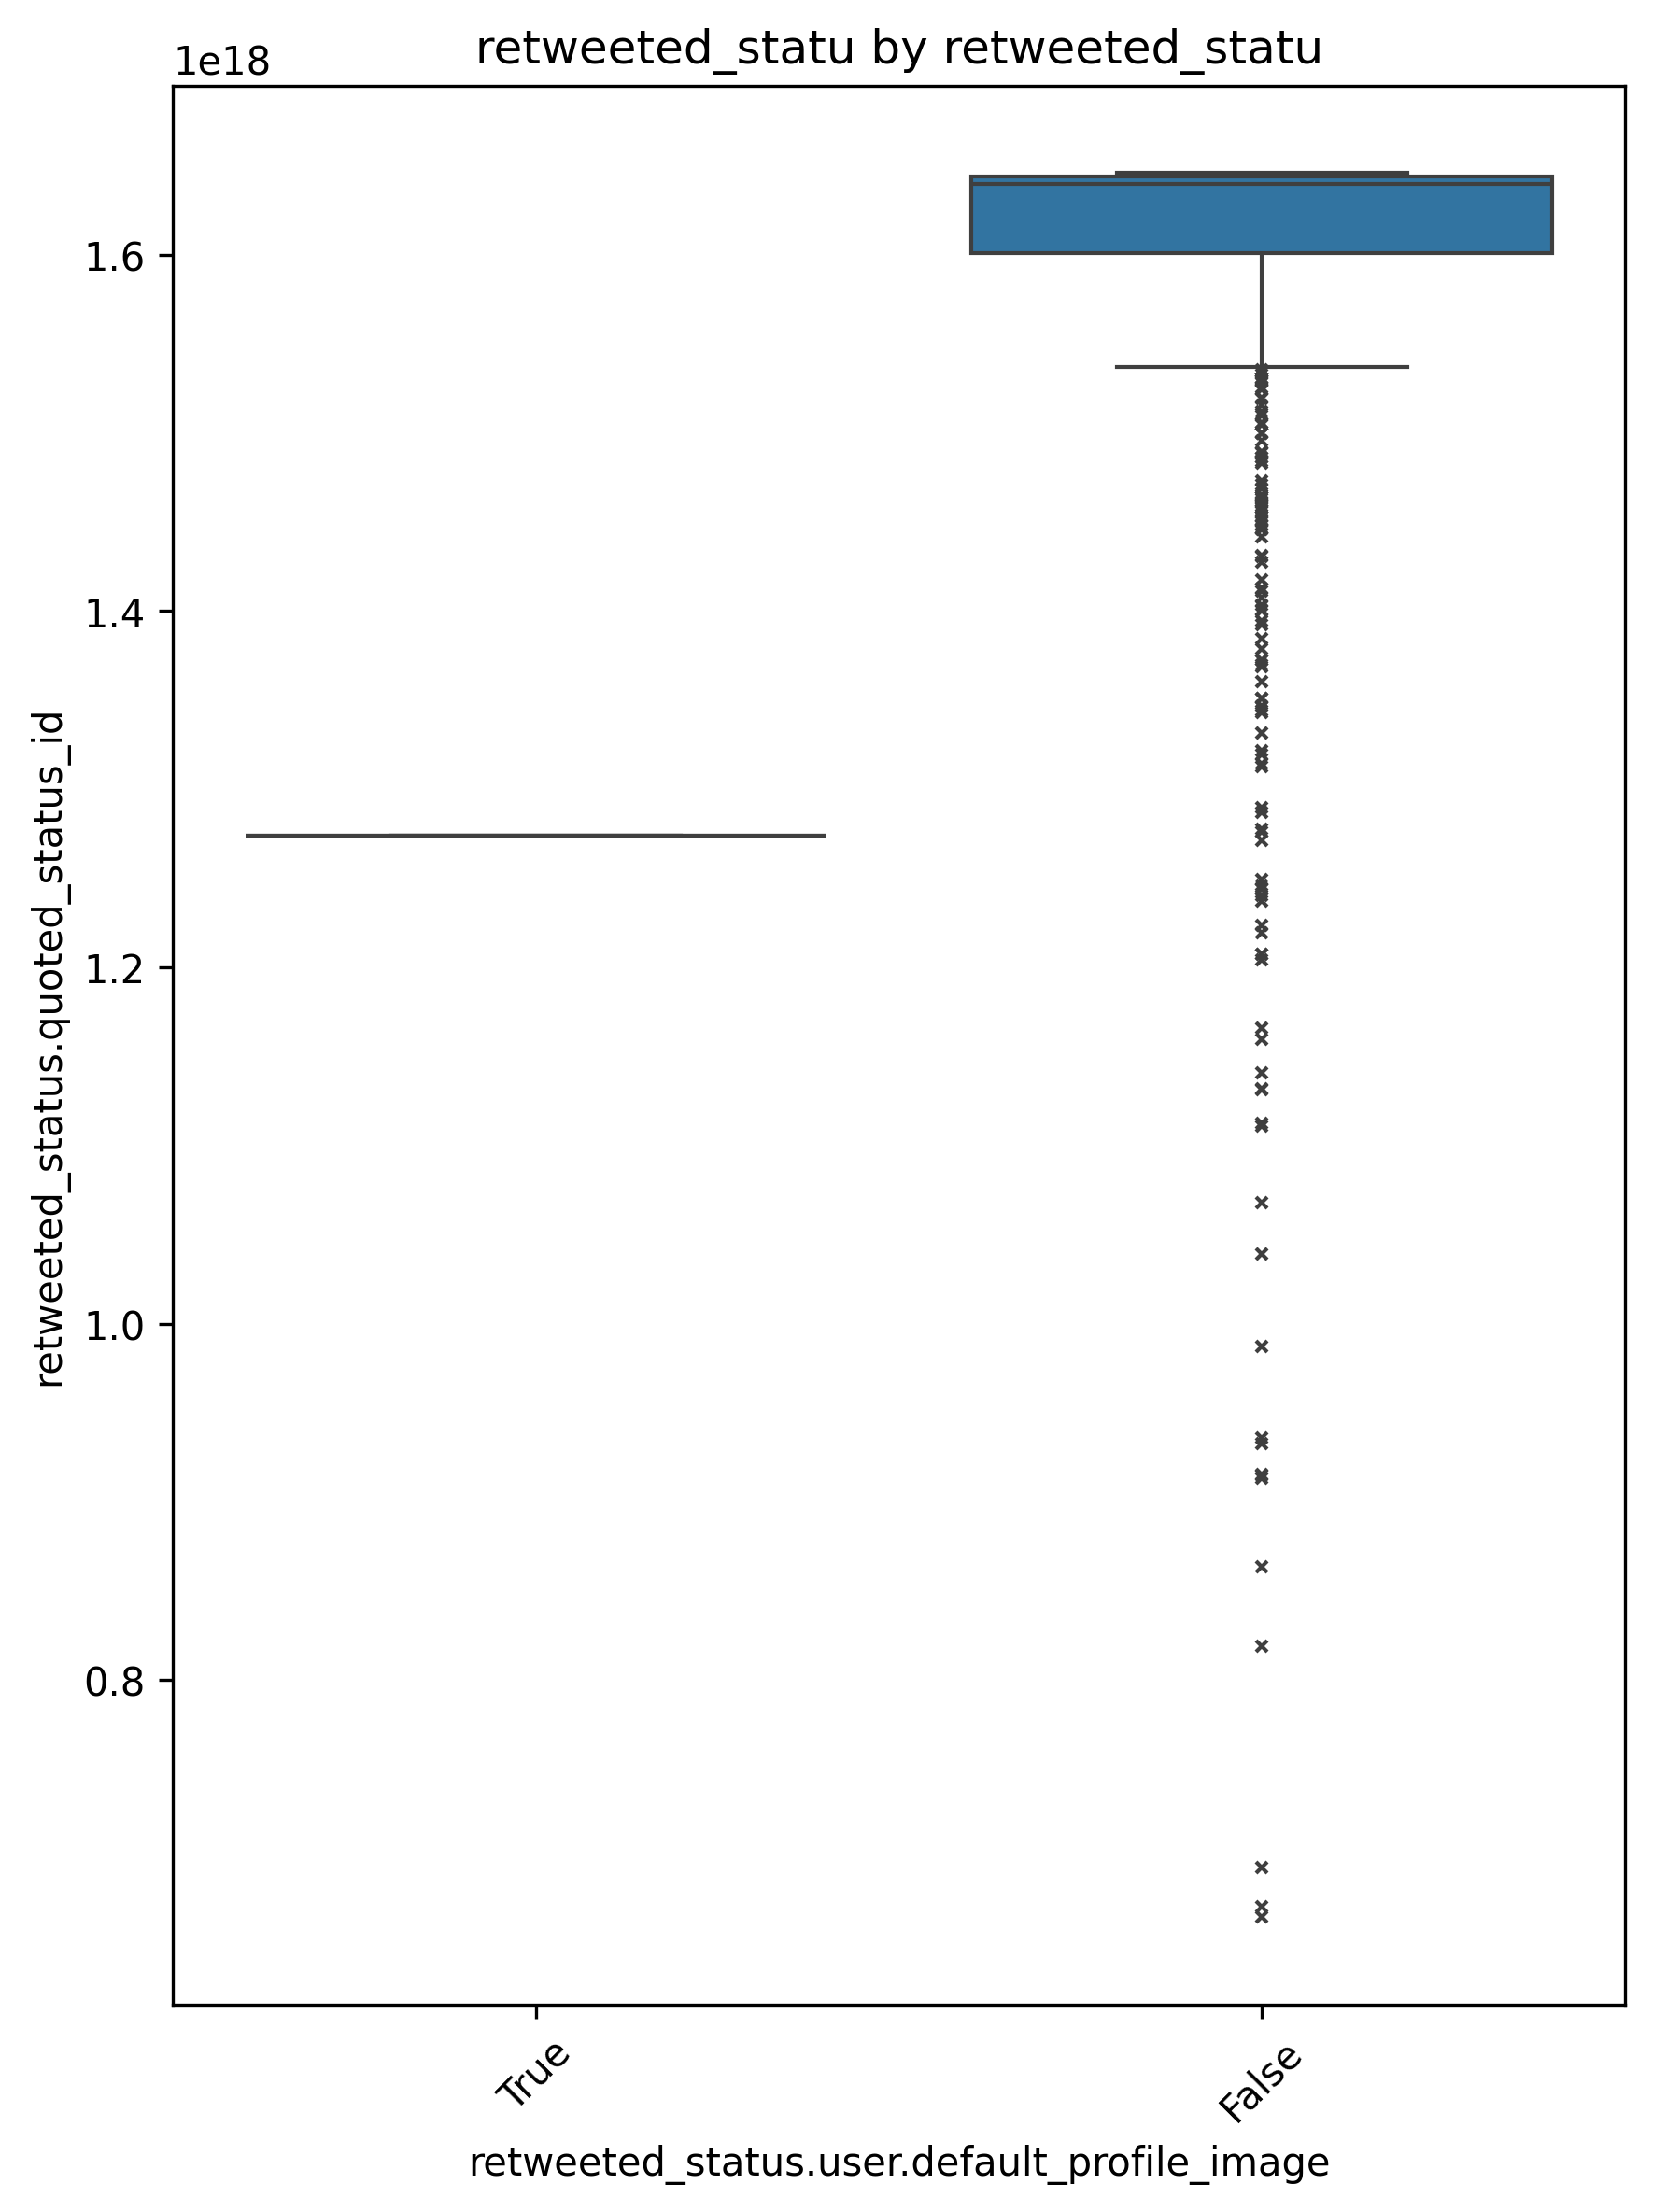 retweeted_statu by retweeted_statu
1e18
1.6
1.4
1.2
1.0
0.8
retweeted_status.quoted_status_id
True
False
retweeted_status.user.default_profile_image